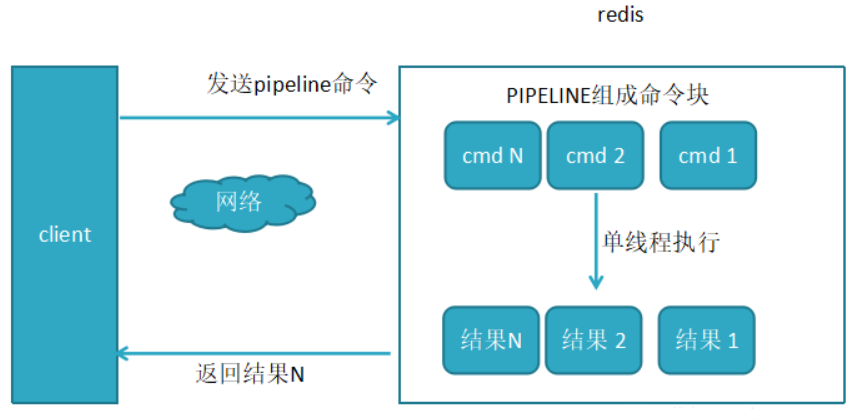 redis
发送pipeline命令
PIPELINE组成命令块
cmd N
cmd 2
cmd 1
网络
client
单线程执行
结果N
结果 2
结果 1
返回结果N